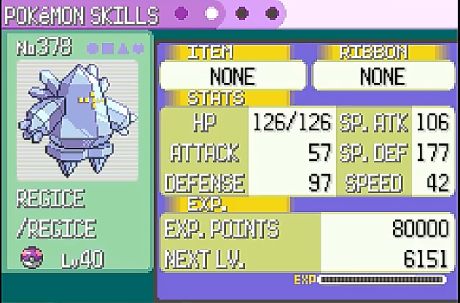 POKéMON SKILLS
No378
REGICE
/REGICE
Lv40
ITEM RIBBON
NONE NONE
STATS
HP 126/126 SP. ATK 106
ATTACK 57 SP. DEF 177
DEFENSE 97 SPEED 42
EXP.
EXP. POINTS 80000
NEXT LV. 6151
EXP